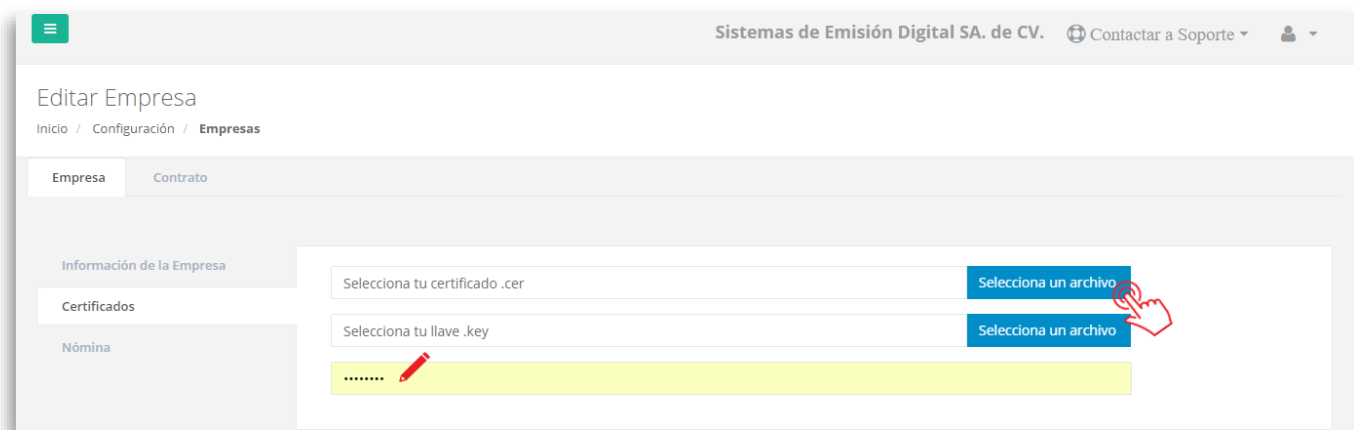 Sistemas de Emisión Digital SA. de CV. Contactar a Soporte
Editar Empresa
Inicio / Configuración / Empresas
Empresa Contrato
Información de la Empresa
Certificados
Nómina
Selecciona tu certificado .cer Selecciona un archivo
Selecciona tu llave .key Selecciona un archivo
........